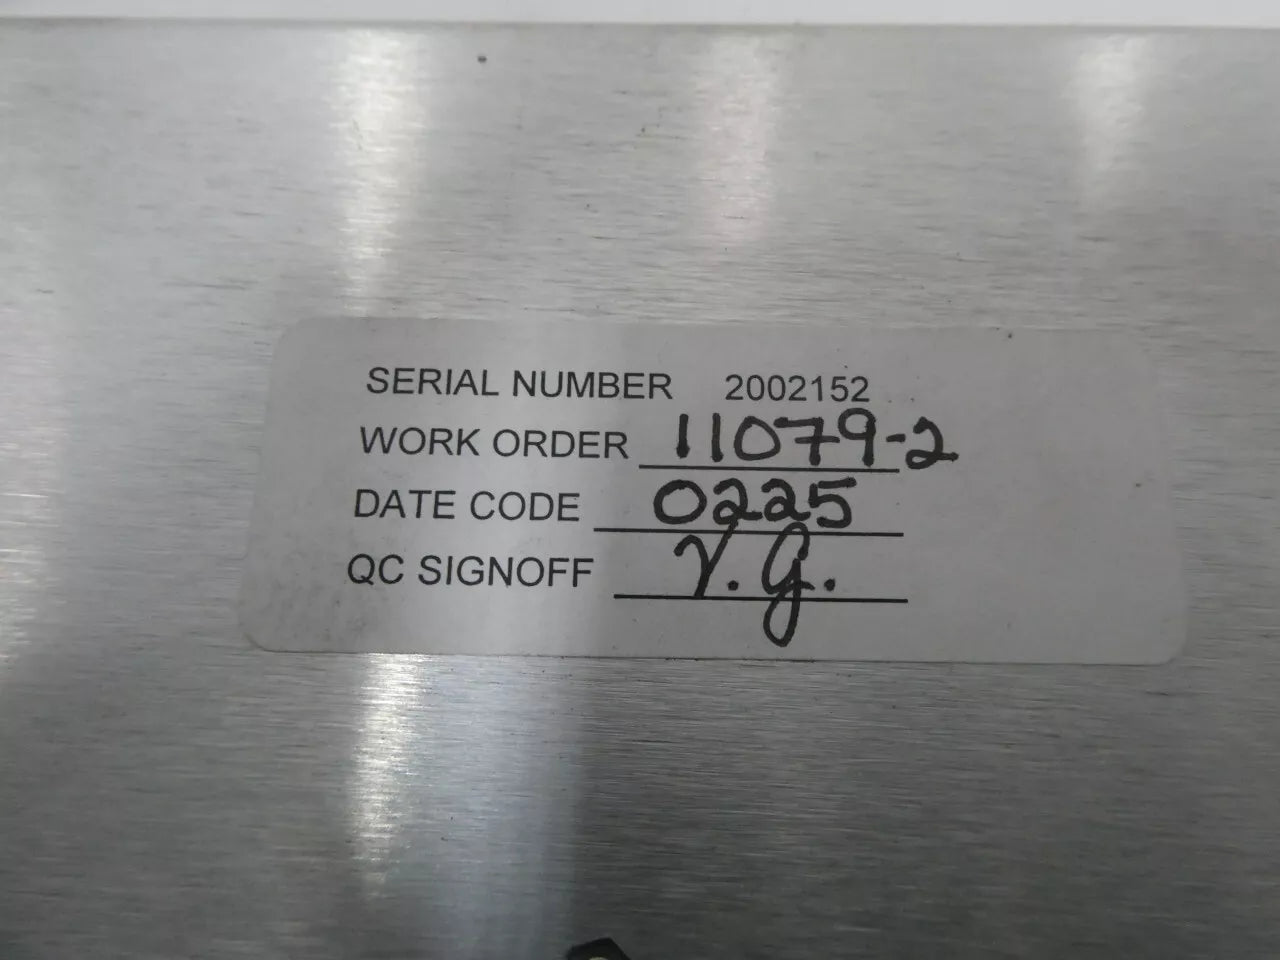 SERIAL NUMBER 2002152
WORK ORDER 11079-2
DATE CODE 0225
QC SIGNOFF V.G.